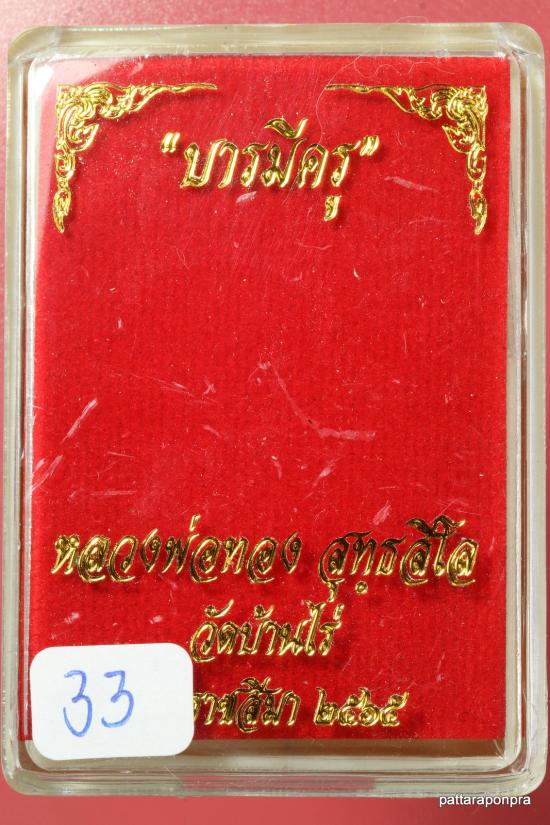 "บารมีครู"
หลวงพ่อทอง สุทฺธสีโล
วัดบ้านไร่
ราชสีมา ๒๕๖๕
33
pattaraponpra